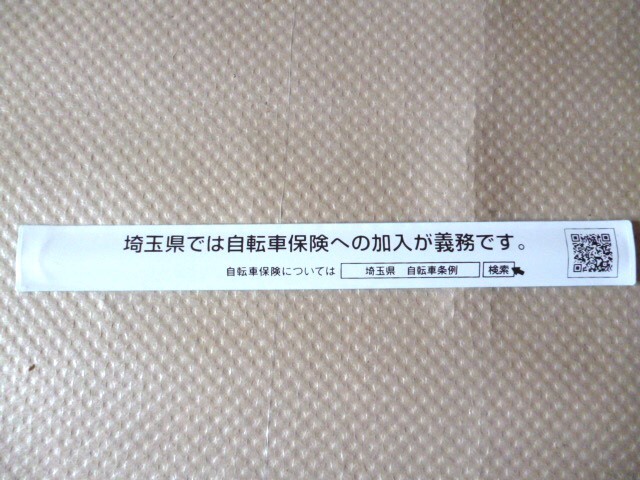 埼玉県では自転車保険への加入が義務です。
自転車保険については 埼玉県 自転車条例 検索